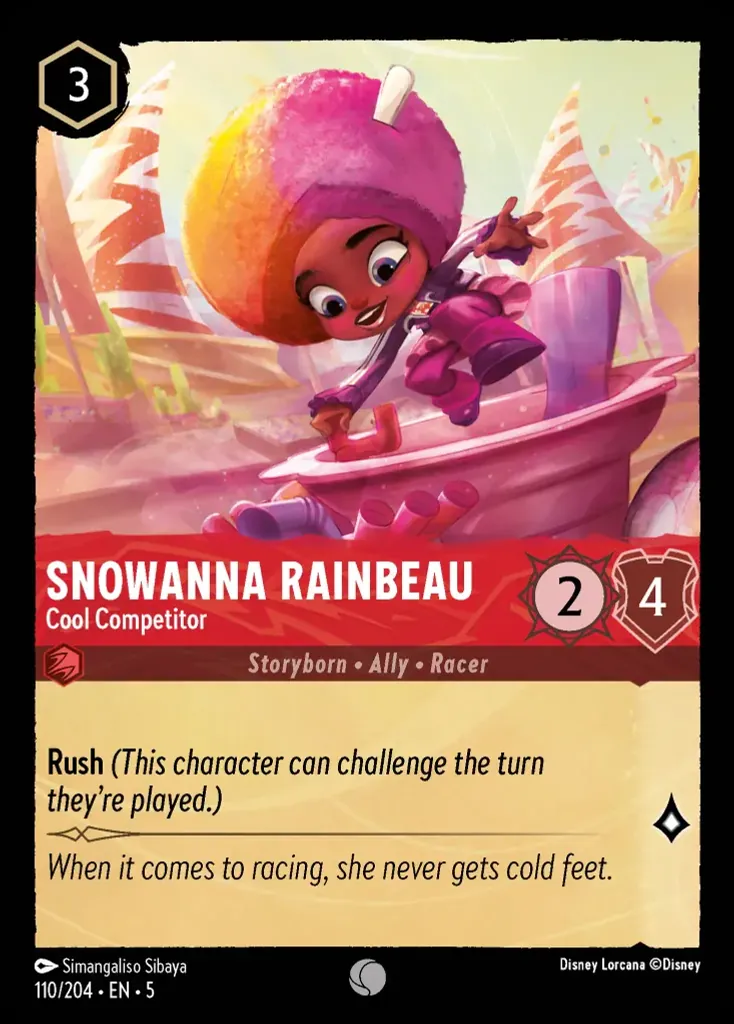 3
SNOWANNA RAINBEAU
Cool Competitor
2
4
Storyborn • Ally • Racer
Rush (This character can challenge the turn
they're played.)
When it comes to racing, she never gets cold feet.
Simangaliso Sibaya
Disney Lorcana ©Disney
110/204 • EN • 5